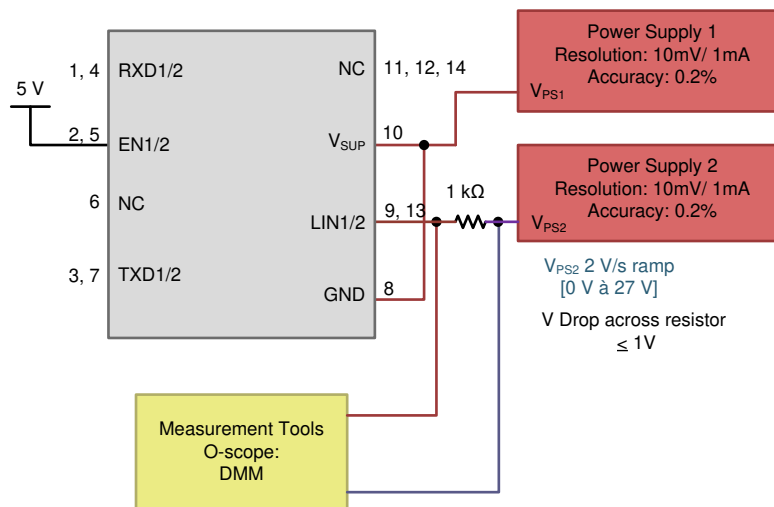 5 V
1, 4
RXD1/2
2, 5
EN1/2
6
NC
3, 7
TXD1/2
NC
11, 12, 14
VSUP
10
LIN1/2
9, 13
GND
8
1 kΩ
Power Supply 1
Resolution: 10mV/ 1mA
Accuracy: 0.2%
VPS1
Power Supply 2
Resolution: 10mV/ 1mA
Accuracy: 0.2%
VPS2
VPS2 2 V/s ramp
[0 V à 27 V]
V Drop across resistor
≤ 1V
Measurement Tools
O-scope:
DMM